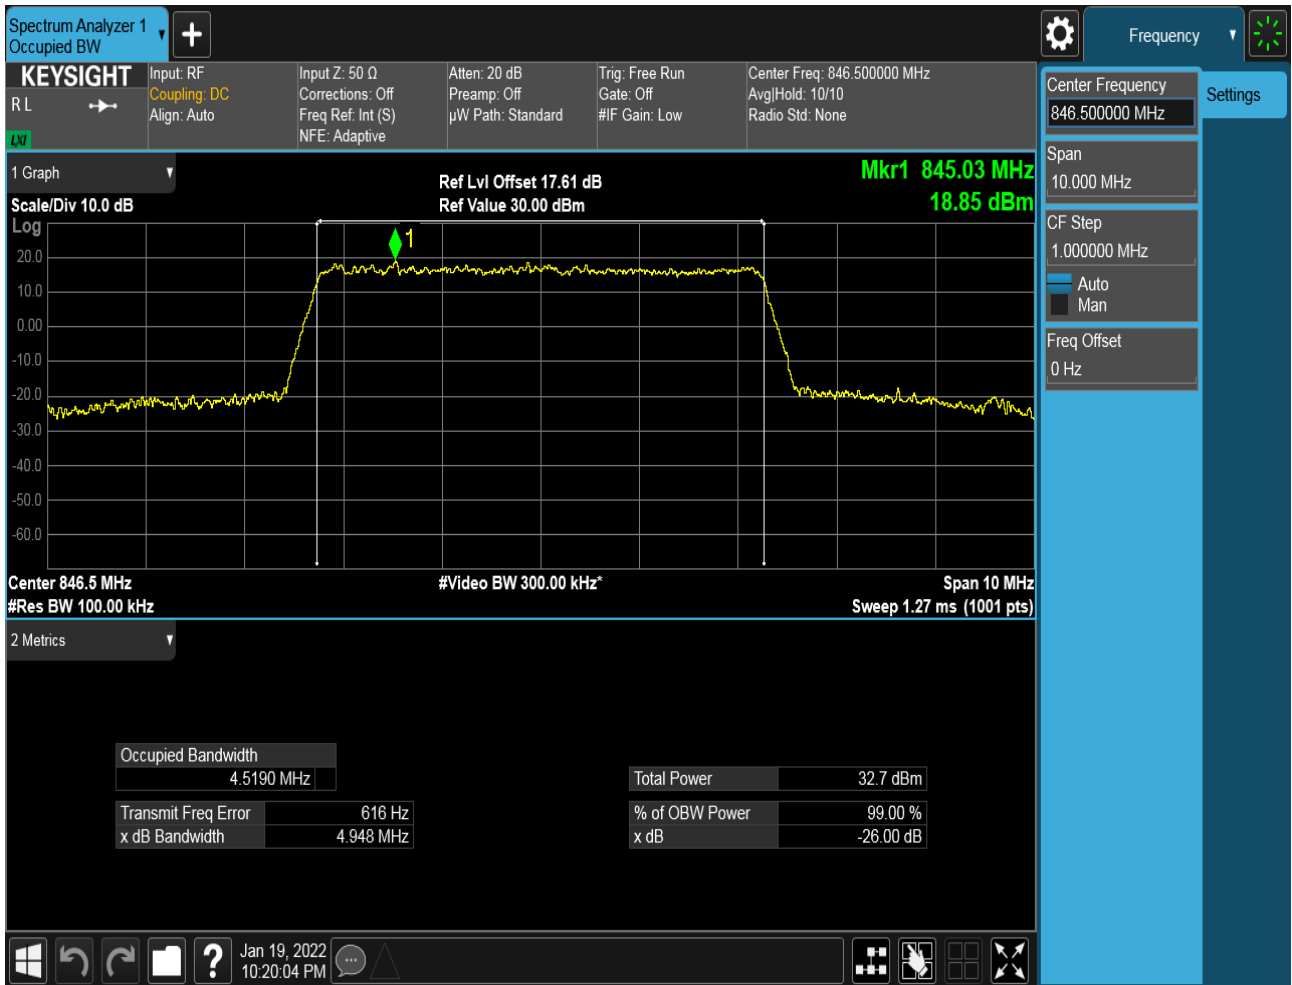 Spectrum Analyzer 1
Occupied BW
Frequency
KEYSIGHT
R L
LXI
Input: RF
Coupling: DC
Align: Auto
Input Z: 50 Ω
Corrections: Off
Freq Ref: Int (S)
NFE: Adaptive
Atten: 20 dB
Preamp: Off
µW Path: Standard
Trig: Free Run
Gate: Off
#IF Gain: Low
Center Freq: 846.500000 MHz
Avg|Hold: 10/10
Radio Std: None
Center Frequency
846.500000 MHz
Settings
Span
10.000 MHz
CF Step
1.000000 MHz
Auto
Man
Freq Offset
0 Hz
1 Graph
Scale/Div 10.0 dB
Ref Lvl Offset 17.61 dB
Ref Value 30.00 dBm
Mkr1 845.03 MHz
18.85 dBm
Log
1
20.0
10.0
0.00
-10.0
-20.0
-30.0
-40.0
-50.0
-60.0
Center 846.5 MHz
#Video BW 300.00 kHz*
Span 10 MHz
#Res BW 100.00 kHz
Sweep 1.27 ms (1001 pts)
2 Metrics
Occupied Bandwidth
4.5190 MHz
Total Power 32.7 dBm
Transmit Freq Error 616 Hz
% of OBW Power 99.00 %
x dB Bandwidth 4.948 MHz
x dB -26.00 dB
?
Jan 19, 2022
10:20:04 PM